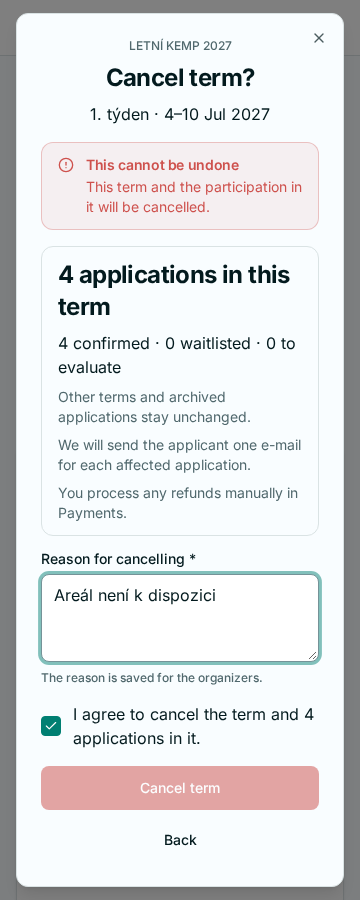 LETNÍ KEMP 2027
Cancel term?
1. týden · 4–10 Jul 2027
This cannot be undone
This term and the participation in
it will be cancelled.
4 applications in this
term
4 confirmed · 0 waitlisted · 0 to
evaluate
Other terms and archived
applications stay unchanged.
We will send the applicant one e-mail
for each affected application.
You process any refunds manually in
Payments.
Reason for cancelling *
Areál není k dispozici
The reason is saved for the organizers.
I agree to cancel the term and 4
applications in it.
Cancel term
Back